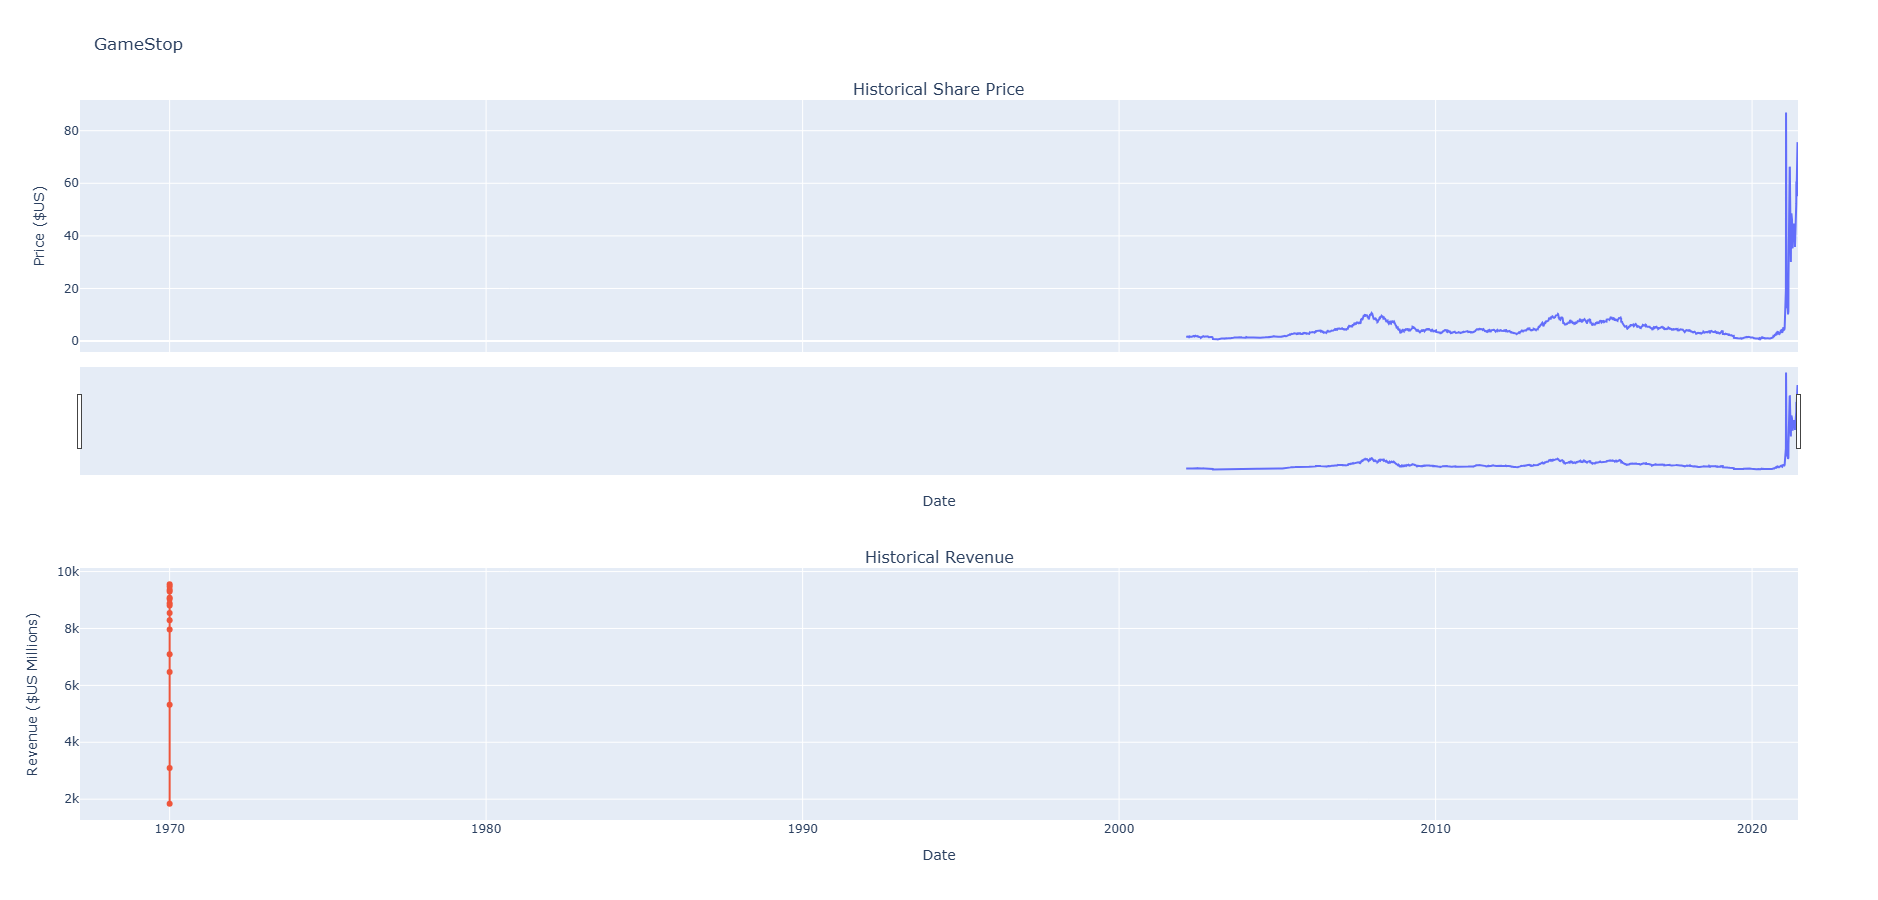 GameStop
Historical Share Price
80
60
40
20
0
Price ($US)
Date
Historical Revenue
10k
8k
6k
4k
2k
Revenue ($US Millions)
1970 1980 1990 2000 2010 2020
Date